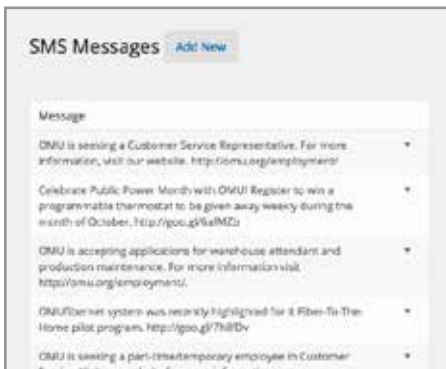 SMS Messages Add New
Message
OMU is seeking a Customer Service Representative. For more
information, visit our website. http://omu.org/employment/
Celebrate Public Power Month with OMU! Register to win a
programmable thermostat to be given away weekly during the
month of October. http://goo.gl/
OMU is accepting applications for warehouse attendant and
production maintenance. For more information visit
http://omu.org/employment/.
OMUfibernet system was recently highlighted for it Fiber-To-The-
Home pilot program. http://goo.gl/
OMU is seeking a part-time/temporary employee in Customer